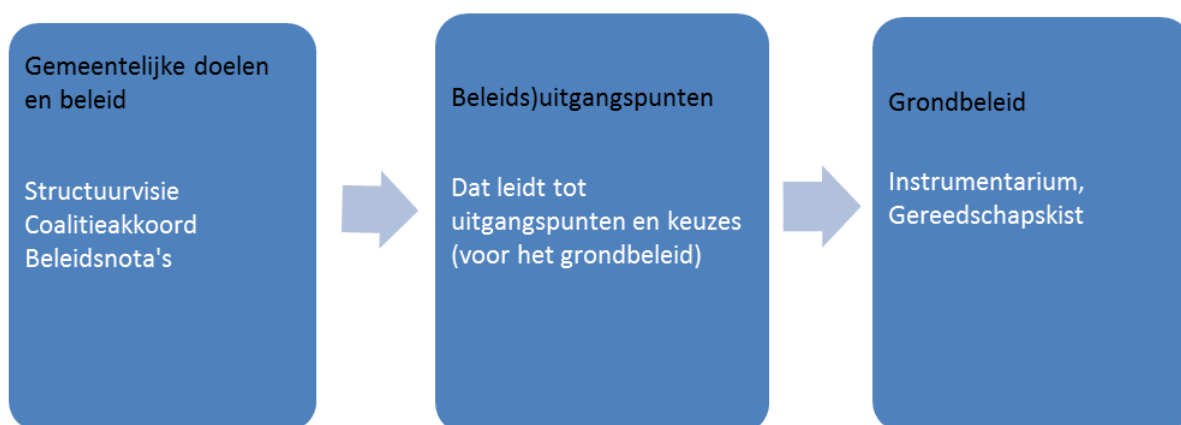 Gemeentelijke doelen
en beleid
Structuurvisie
Coalitieakkoord
Beleidsnota's
Beleids)uitgangspunten
Dat leidt tot
uitgangspunten en keuzes
(voor het grondbeleid)
Grondbeleid
Instrumentarium,
Gereedschapskist